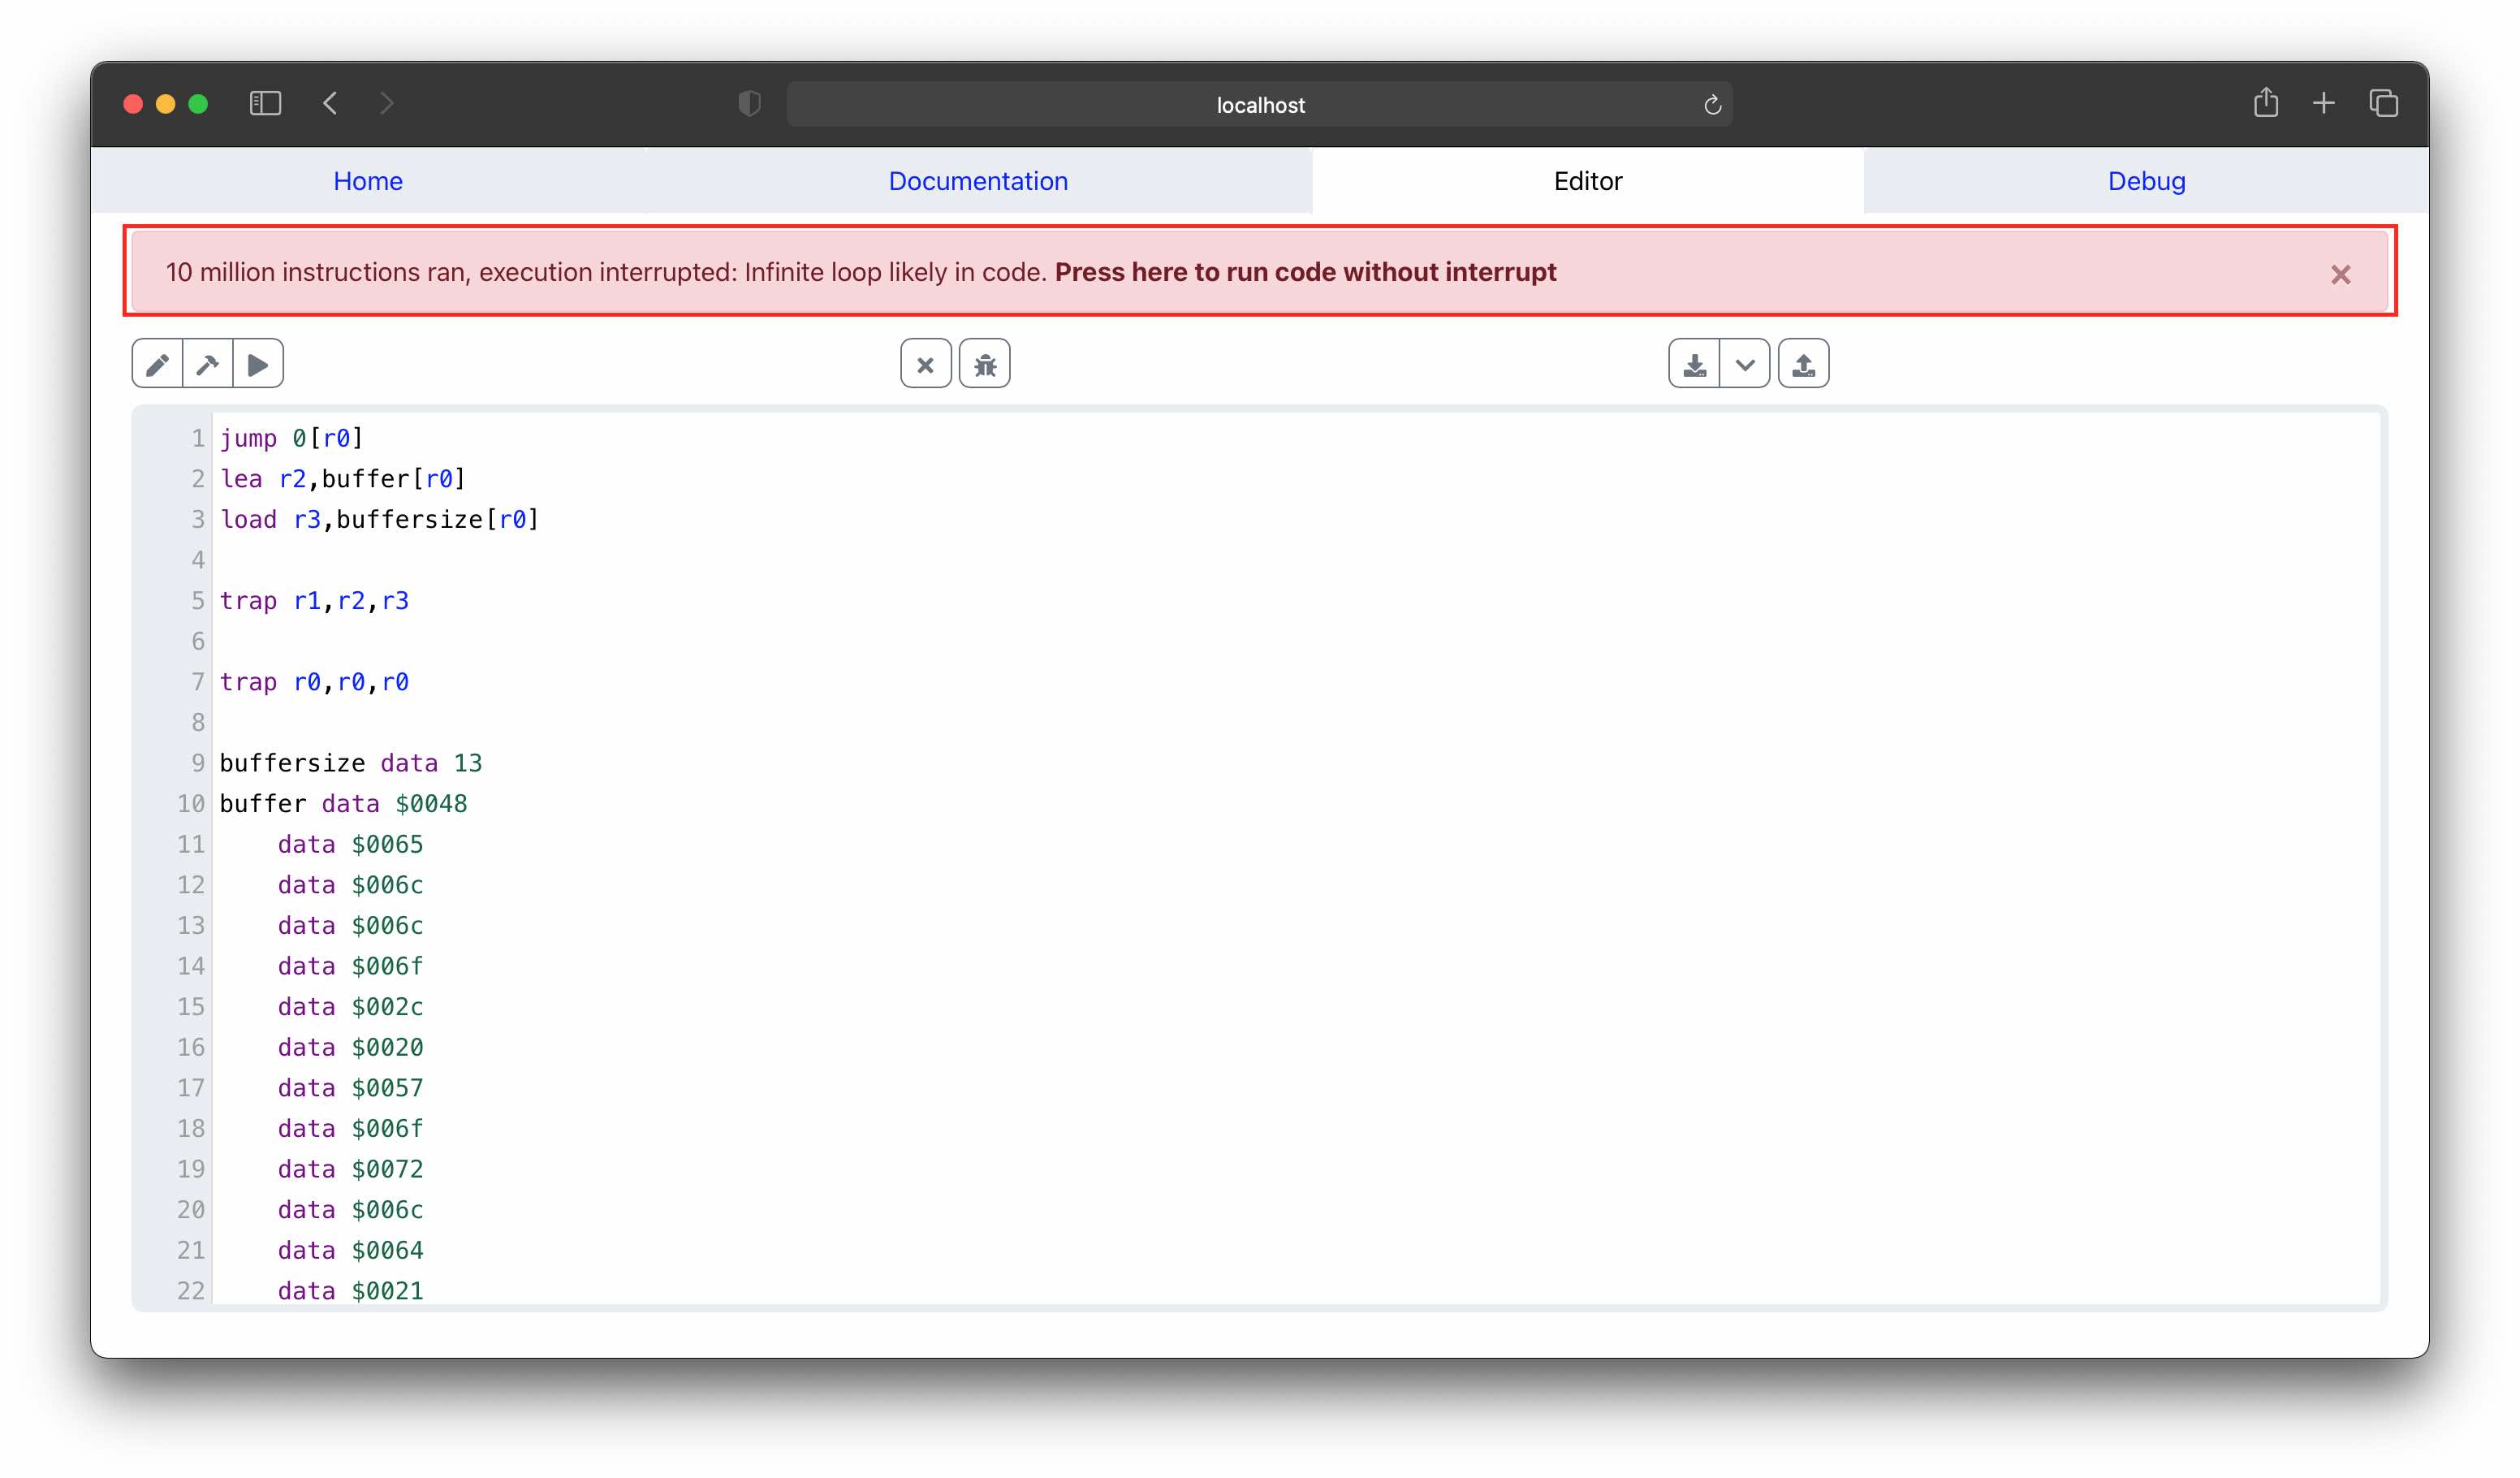 localhost
Home Documentation Editor Debug
10 million instructions ran, execution interrupted: Infinite loop likely in code. Press here to run code without interrupt
1 jump 0[r0]
2 lea r2,buffer[r0]
3 load r3,buffersize[r0]
4
5 trap r1,r2,r3
6
7 trap r0,r0,r0
8
9 buffersize data 13
10 buffer data $0048
11 data $0065
12 data $006c
13 data $006c
14 data $006f
15 data $002c
16 data $0020
17 data $0057
18 data $006f
19 data $0072
20 data $006c
21 data $0064
22 data $0021